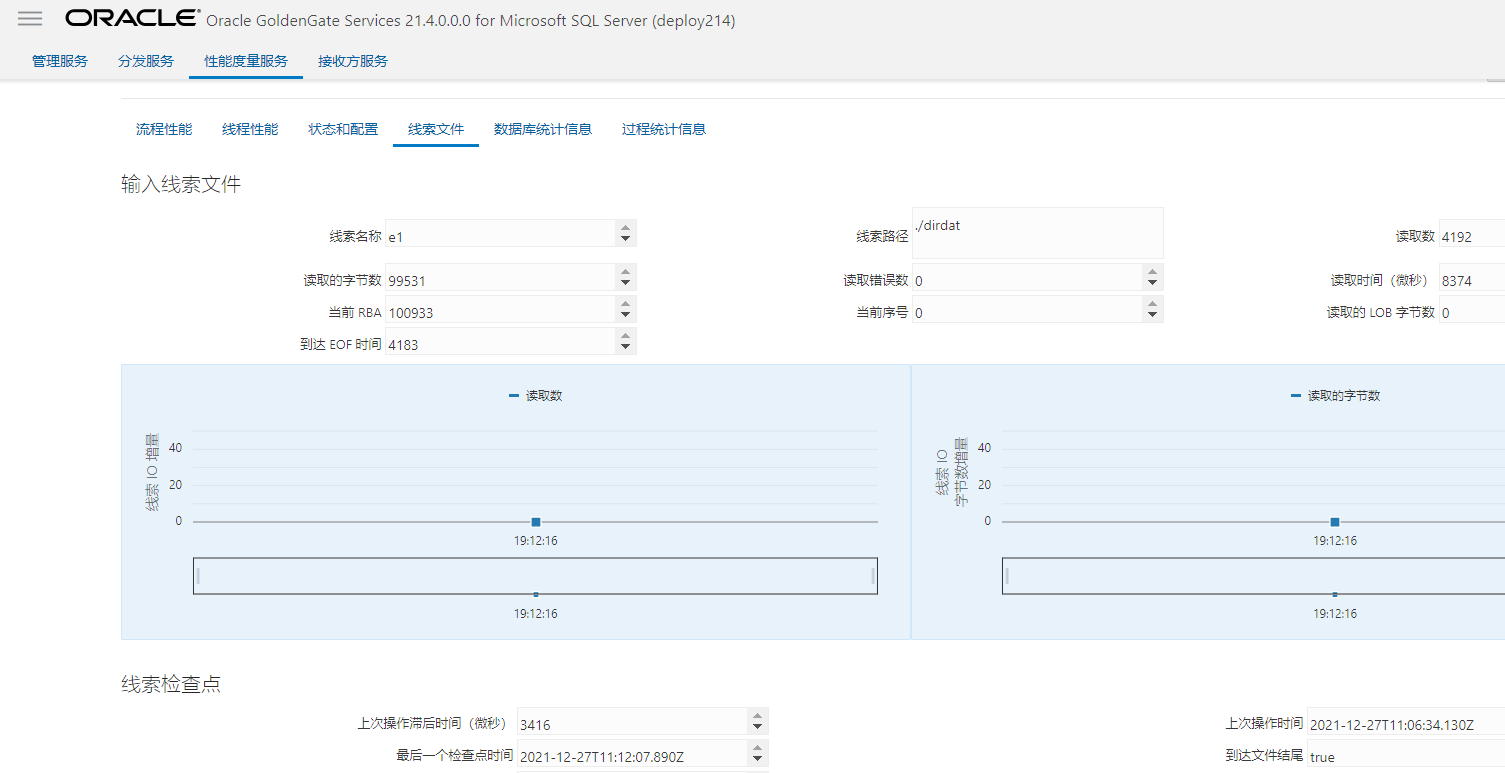 ORACLE® Oracle GoldenGate Services 21.4.0.0.0 for Microsoft SQL Server (deploy214)
管理服务 分发服务 性能度量服务 接收方服务
流程性能 线程性能 状态和配置 线索文件 数据库统计信息 过程统计信息
输入线索文件
线索名称 e1 线索路径 ./dirdat 读取数 4192
读取的字节数 99531 读取错误数 0 读取时间（微秒） 8374
当前 RBA 100933 当前序号 0 读取的 LOB 字节数 0
到达 EOF 时间 4183
读取数
线索 IO 增量
40
20
0
19:12:16
19:12:16
读取的字节数
线索 IO
字节数增量
40
20
0
19:12:16
19:12:16
线索检查点
上次操作滞后时间（微秒） 3416 上次操作时间 2021-12-27T11:06:34.130Z
最后一个检查点时间 2021-12-27T11:12:07.890Z 到达文件结尾 true